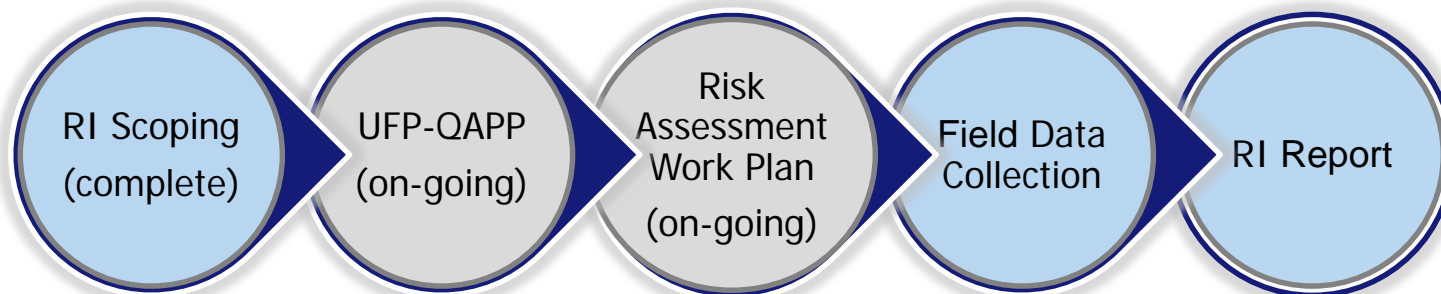 RI Scoping
(complete)
UFP-QAPP
(on-going)
Risk
Assessment
Work Plan
(on-going)
Field Data
Collection
RI Report